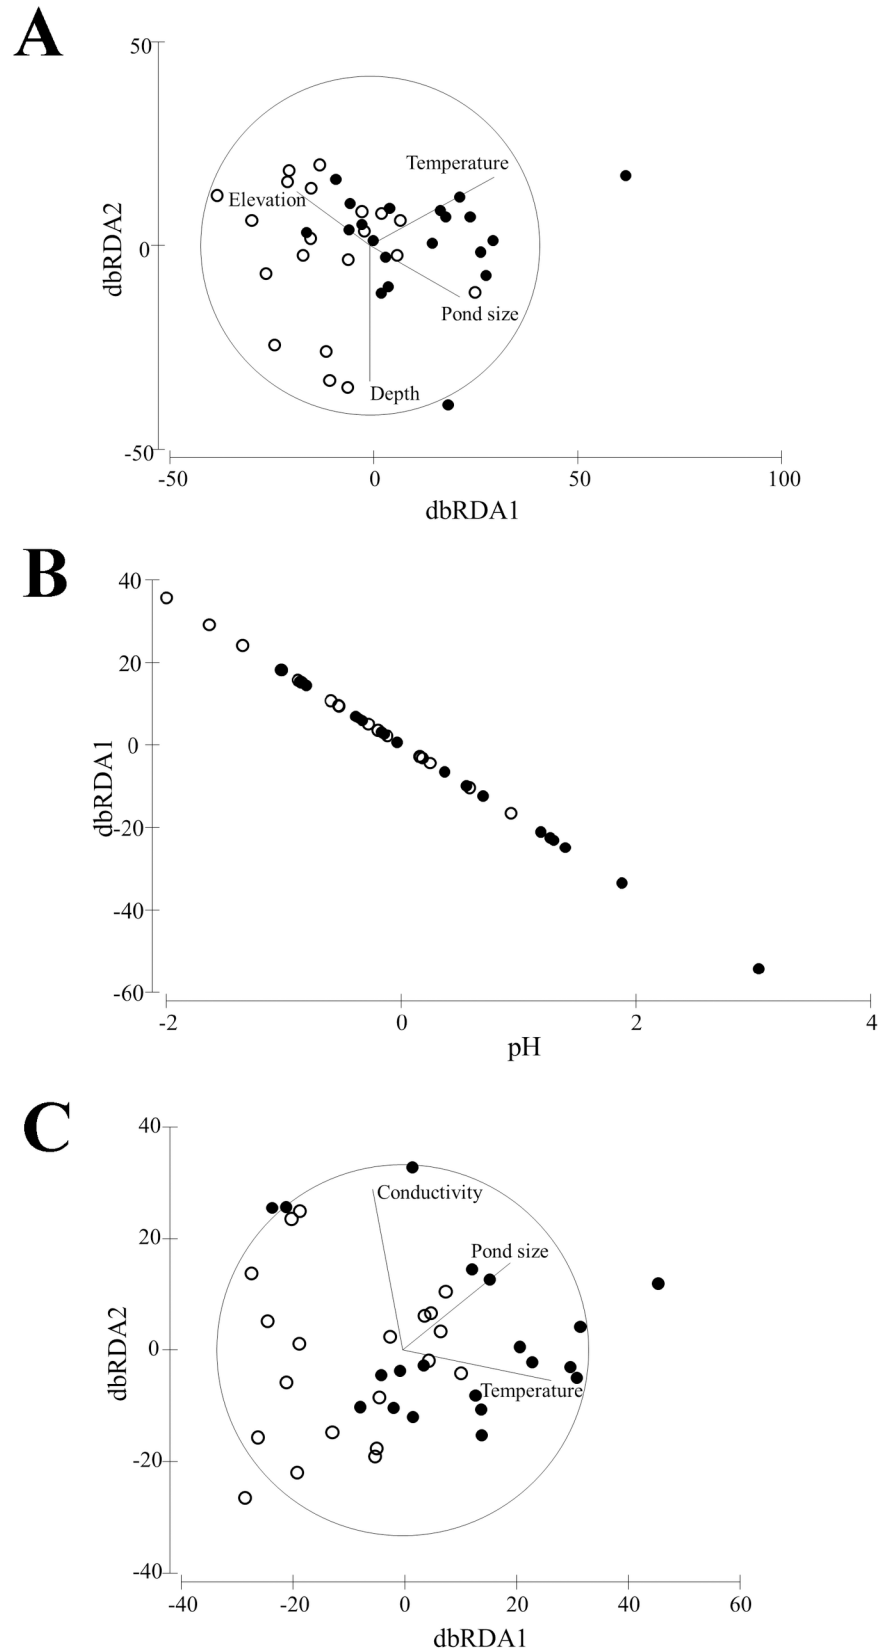 A
50
Temperature
Elevation
dbRDA2
0
Pond size
Depth
-50
-50 0 50 100
dbRDA1
B
40
20
0
dbRDA1
-20
-40
-60
-2 0 2 4
pH
C
40
Conductivity
20
Pond size
dbRDA2
0
Temperature
-20
-40
-40 -20 0 20 40 60
dbRDA1